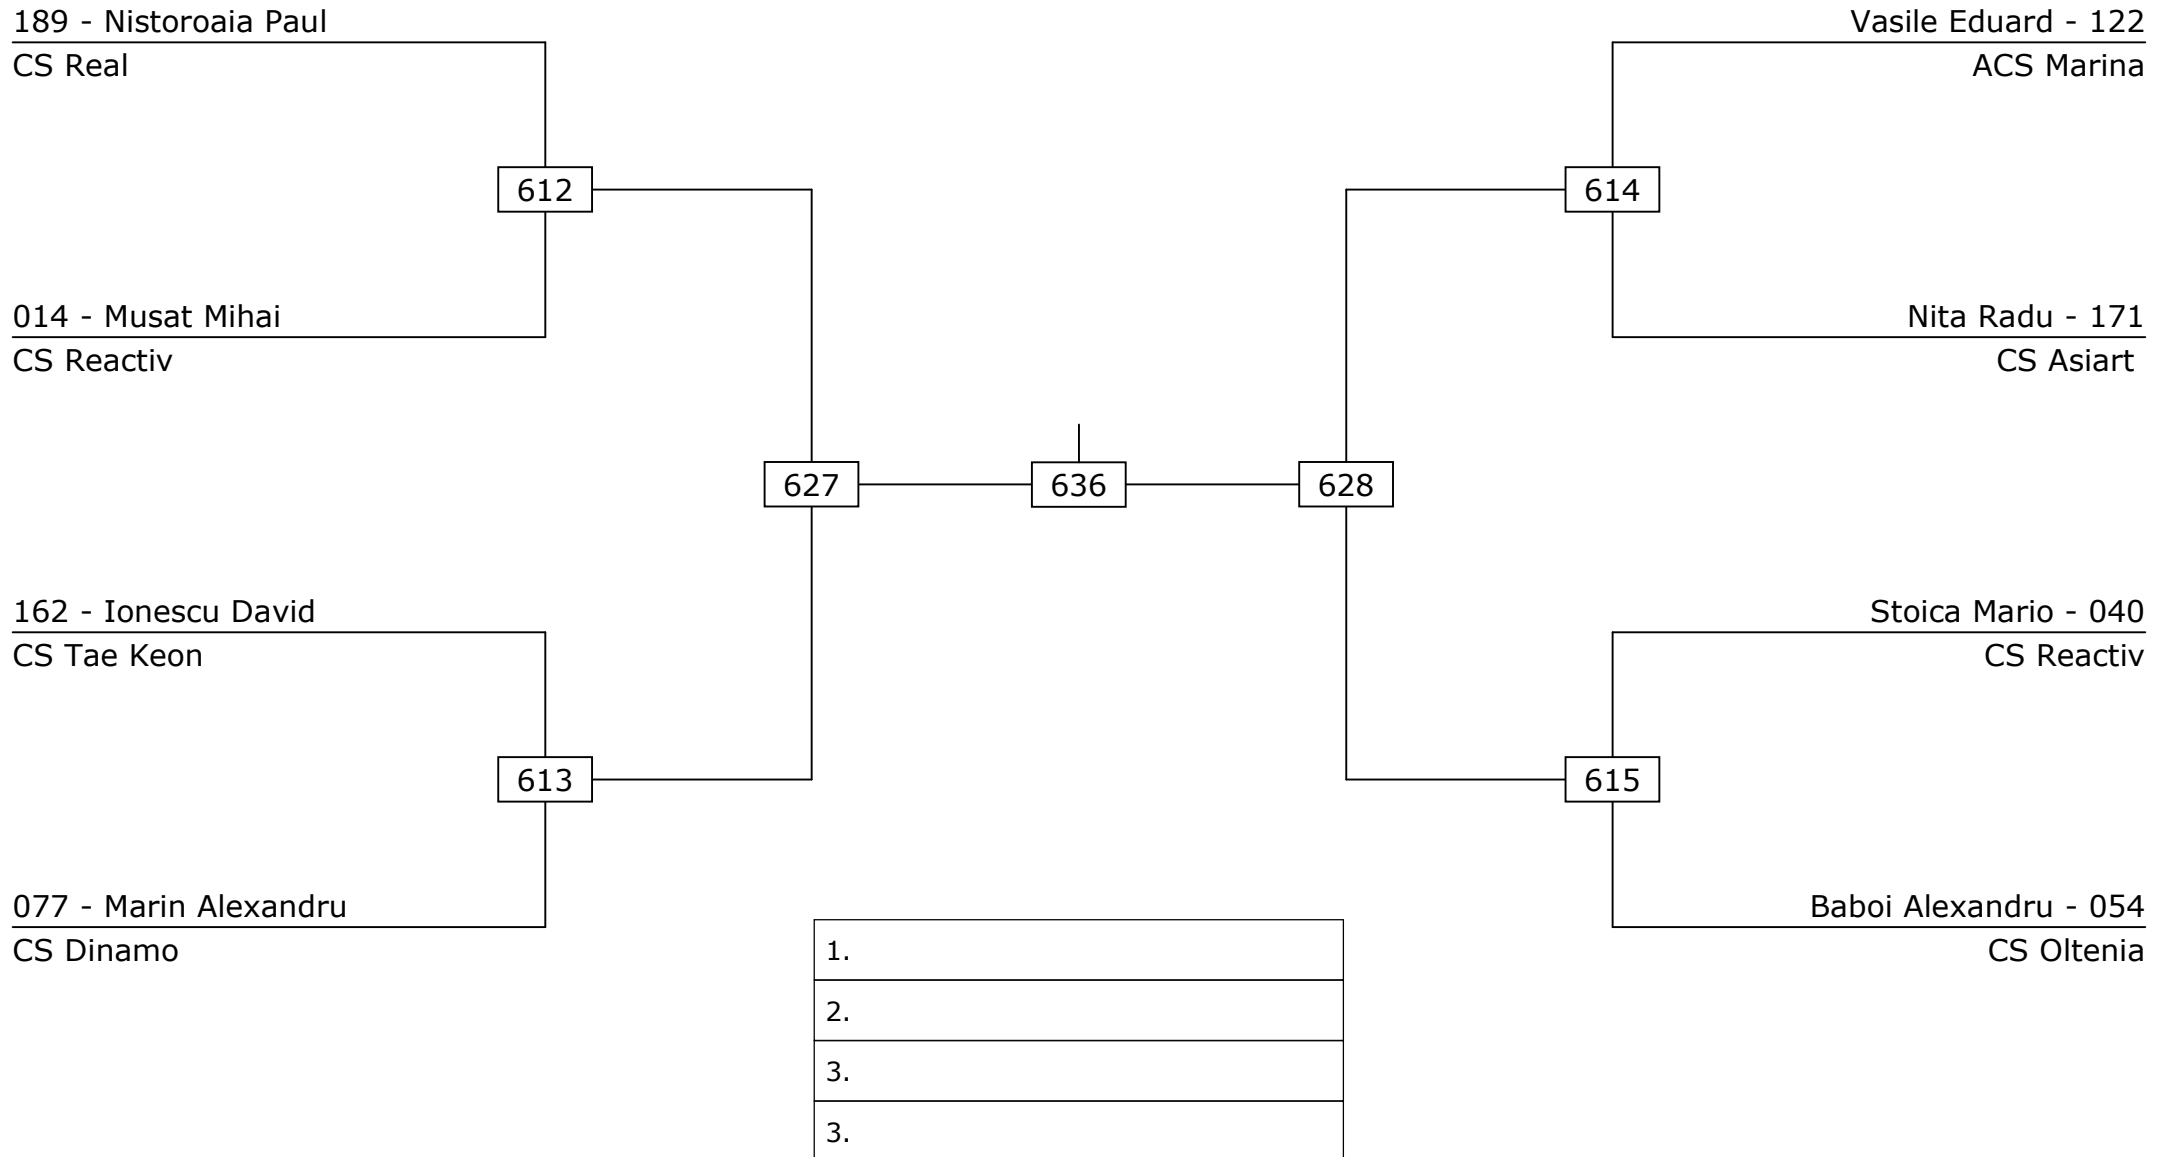 189 - Nistoroaia Paul
CS Real
Vasile Eduard - 122
ACS Marina
612
614
014 - Musat Mihai
CS Reactiv
Nita Radu - 171
CS Asiart
627
636
628
162 - Ionescu David
CS Tae Keon
Stoica Mario - 040
CS Reactiv
613
615
077 - Marin Alexandru
CS Dinamo
Baboi Alexandru - 054
CS Oltenia
1.
2.
3.
3.